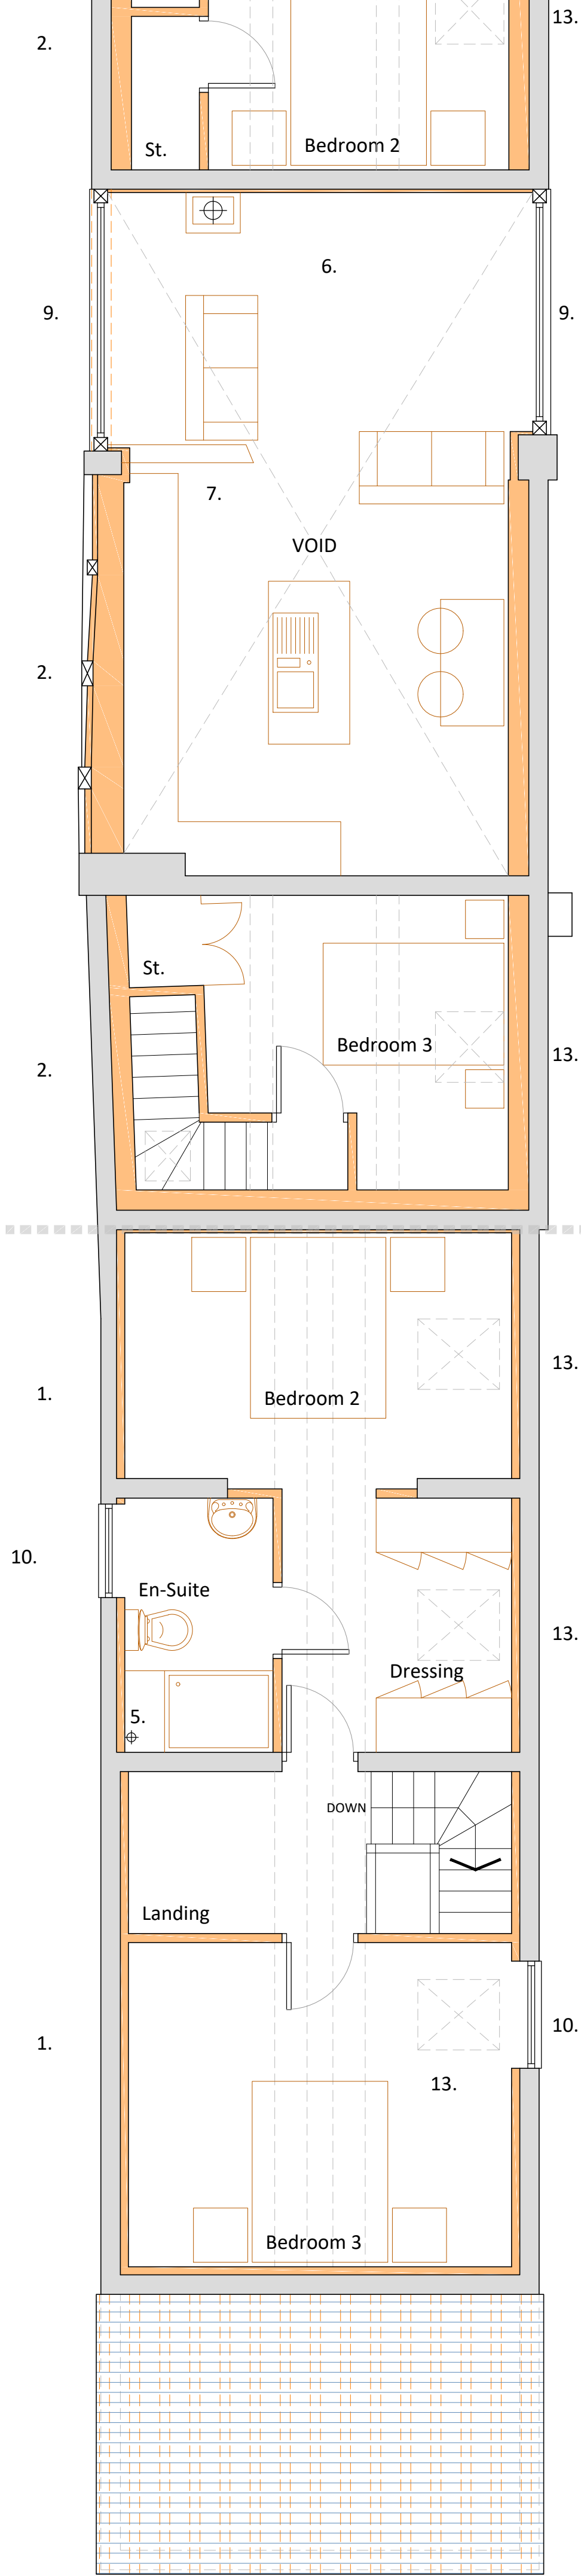 13.
2.
St.
Bedroom 2
6.
9.
9.
7.
VOID
2.
St.
Bedroom 3
2.
13.
13.
Bedroom 2
1.
10.
En-Suite
13.
Dressing
5.
DOWN
Landing
10.
1.
13.
Bedroom 3